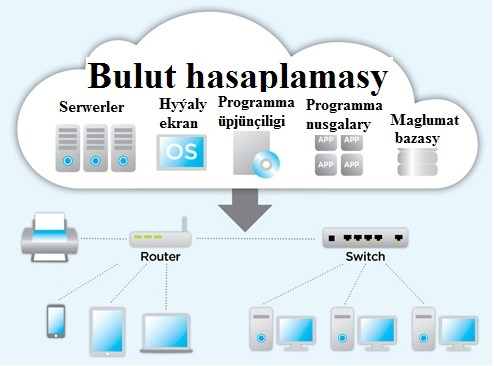 Bulut hasaplamasy
Serwerler
Hyýaly
ekran
Programma
üpjünçiligi
Programma
nusgalary
Maglumat
bazasy
OS
APP APP
APP APP
Router
Switch